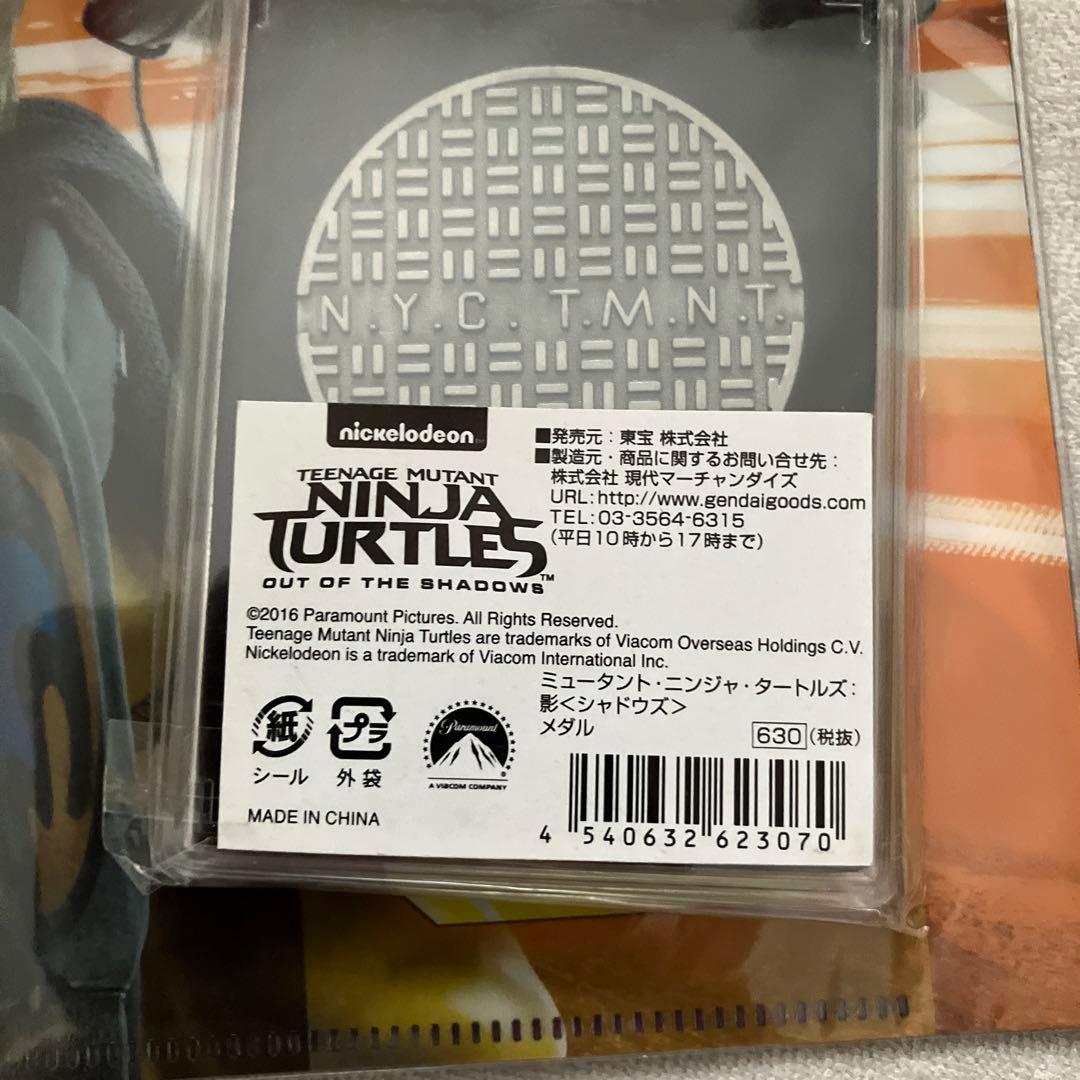 N.Y.C. T.M.N.T.
nickelodeon
TEENAGE MUTANT
NINJA
TURTLES™
OUT OF THE SHADOWS
■発売元：東宝 株式会社
■製造元・商品に関するお問い合せ先：
株式会社 現代マーチャンダイズ
URL:http://www.gendaigoods.com
TEL:03-3564-6315
(平日10時から17時まで)
©2016 Paramount Pictures. All Rights Reserved.
Teenage Mutant Ninja Turtles are trademarks of Viacom Overseas Holdings C.V.
Nickelodeon is a trademark of Viacom International Inc.
ミュータント・ニンジャ・タートルズ：
影<シャドウズ>
メダル
630 (税抜)
紙
シール
プラ
外袋
Paramount
A VIACOM COMPANY
MADE IN CHINA
4 540632 623070